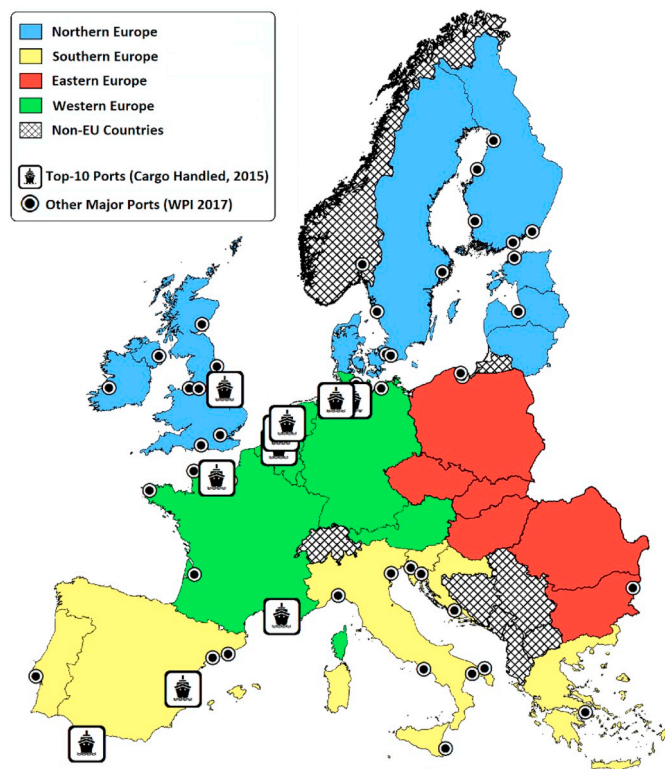 Northern Europe
Southern Europe
Eastern Europe
Western Europe
Non-EU Countries
Top-10 Ports (Cargo Handled, 2015)
Other Major Ports (WPI 2017)